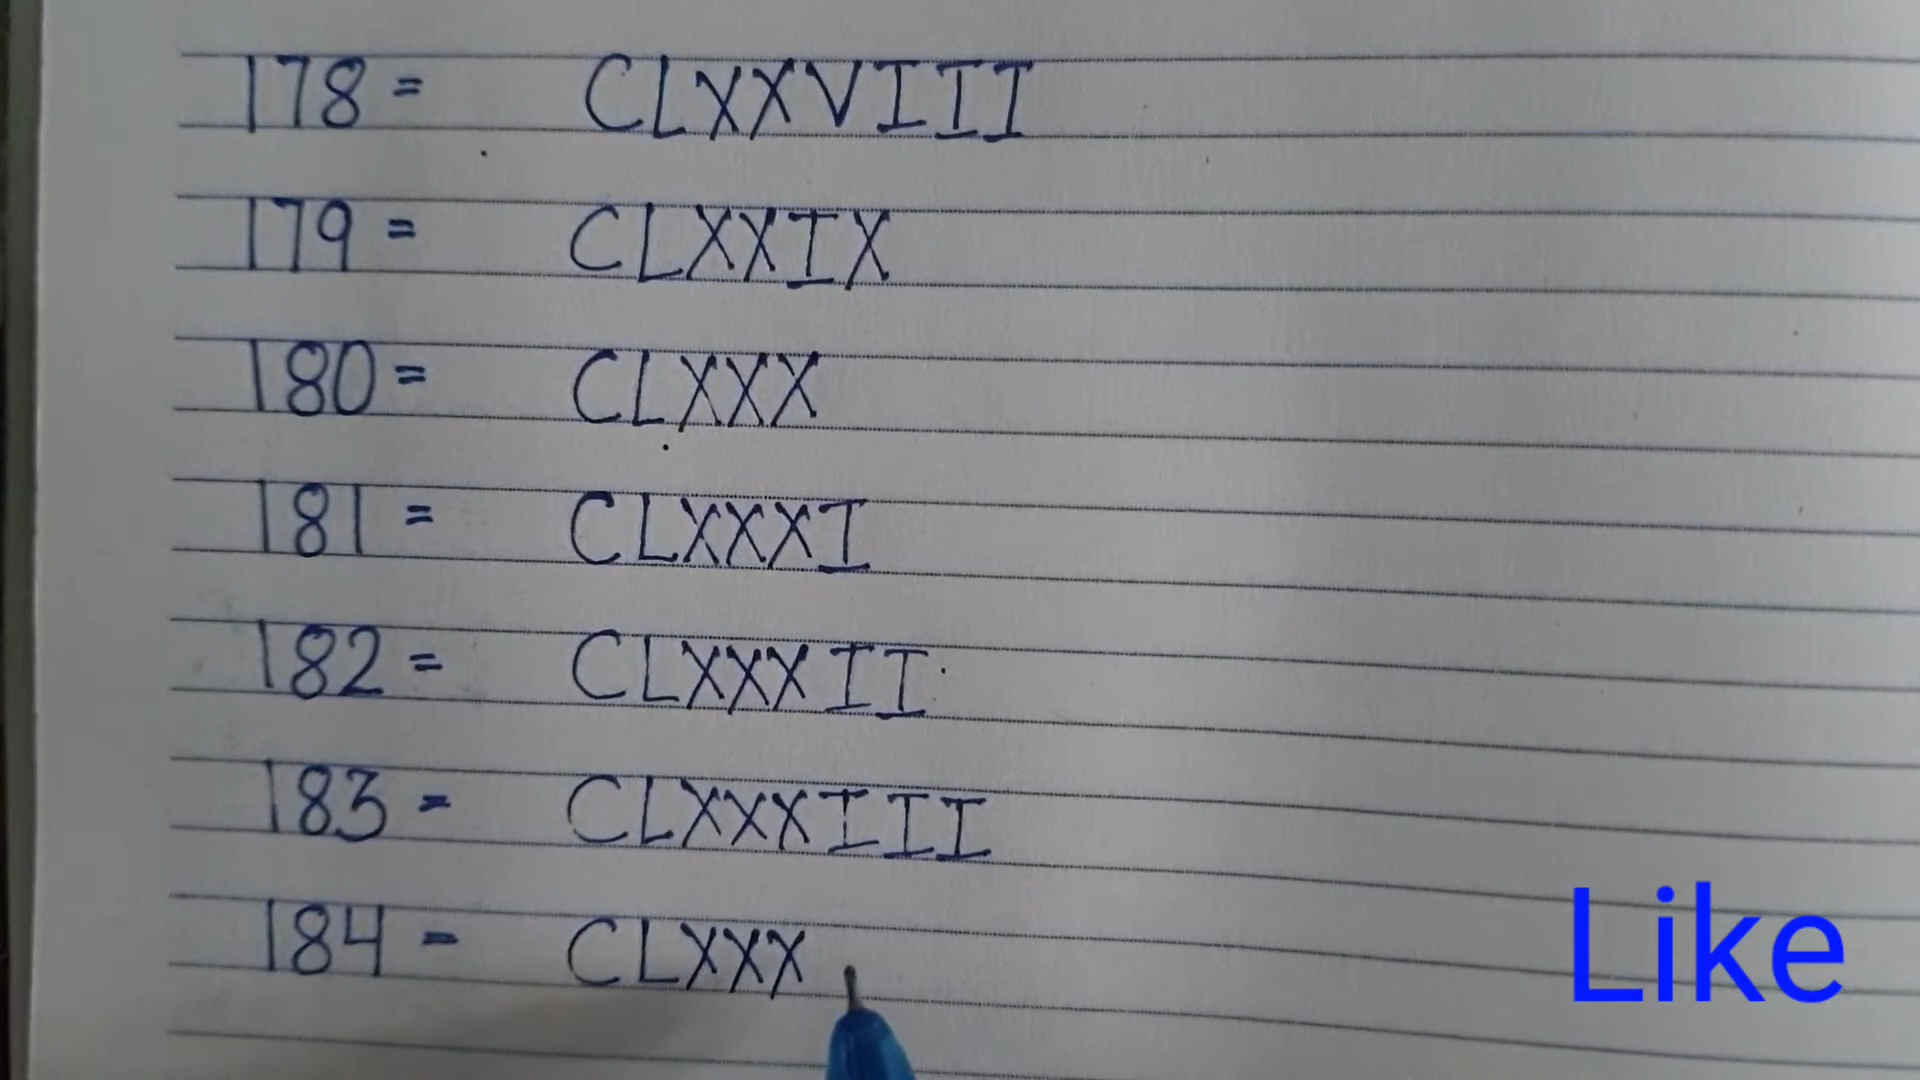 178 = CLXXVIII
179 = CLXXIX
180 = CLXXX
181 = CLXXXI
182 = CLXXXII
183 = CLXXXIII
184 = CLXXX
Like